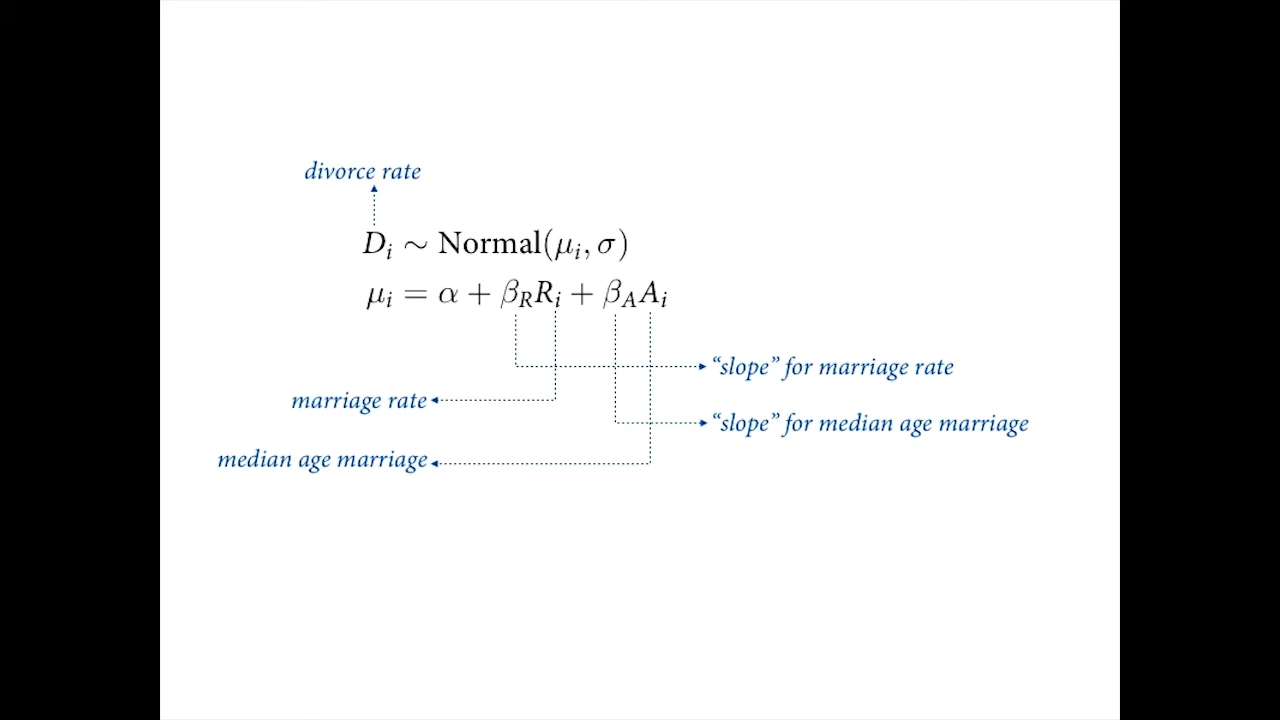 divorce rate
Dᵢ ∼ Normal(μᵢ, σ)
μᵢ = α + β_R Rᵢ + β_A Aᵢ
“slope” for marriage rate
marriage rate
“slope” for median age marriage
median age marriage